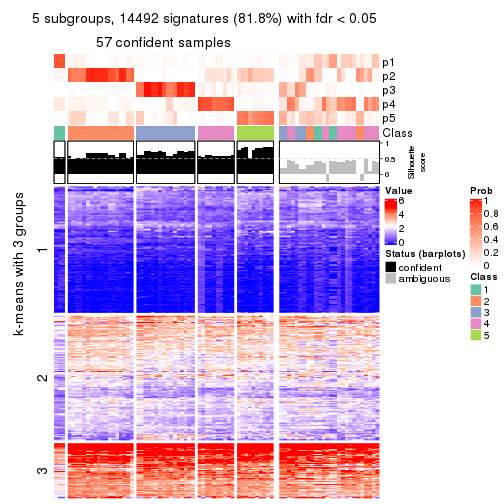 5 subgroups, 14492 signatures (81.8%) with fdr < 0.05
57 confident samples
p1
p2
p3
p4
p5
Class
1
0.5
0
Silhouette
score
k-means with 3 groups
1
2
3
Value
6
4
2
0
Status (barplots)
confident
ambiguous
Prob
1
0.8
0.6
0.4
0.2
0
Class
1
2
3
4
5